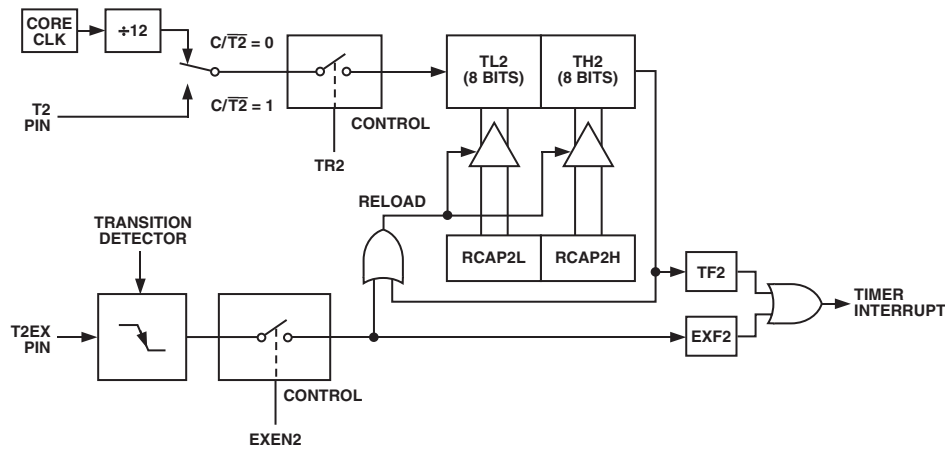 CORE
CLK
÷12
C/T2̅ = 0
C/T2̅ = 1
T2
PIN
CONTROL
TR2
TL2
(8 BITS)
TH2
(8 BITS)
RELOAD
TRANSITION
DETECTOR
RCAP2L
RCAP2H
TF2
TIMER
INTERRUPT
T2EX
PIN
EXF2
CONTROL
EXEN2